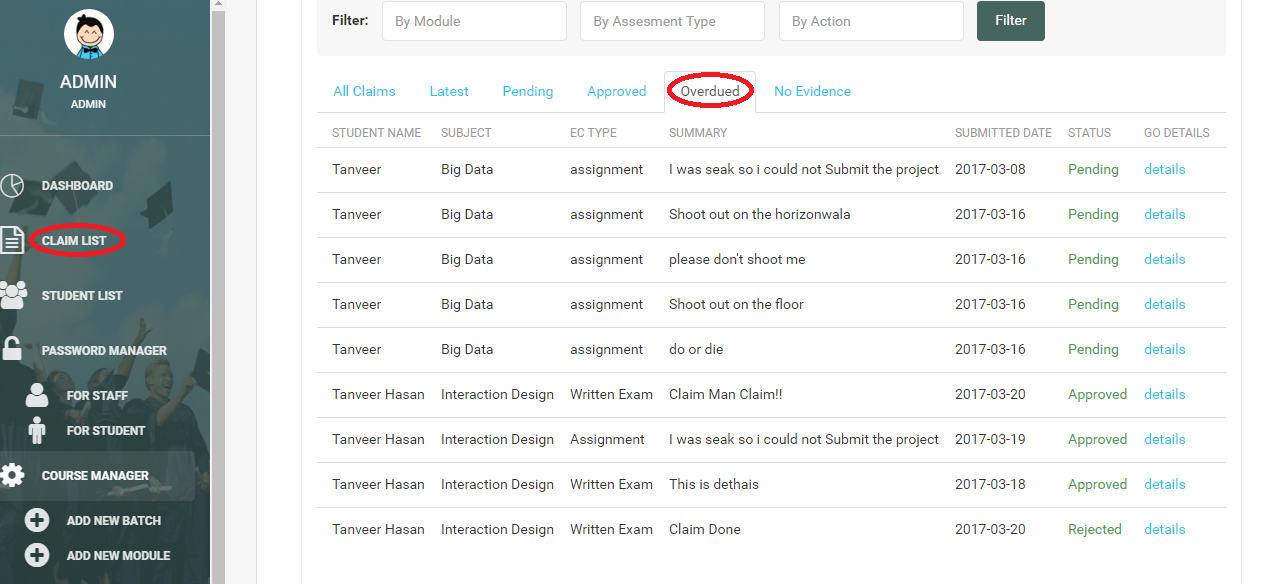 ADMIN
ADMIN
DASHBOARD
CLAIM LIST
STUDENT LIST
PASSWORD MANAGER
FOR STAFF
FOR STUDENT
COURSE MANAGER
ADD NEW BATCH
ADD NEW MODULE
Filter: By Module By Assesment Type By Action Filter
All Claims Latest Pending Approved Overdued No Evidence
STUDENT NAME SUBJECT EC TYPE SUMMARY SUBMITTED DATE STATUS GO DETAILS
Tanveer Big Data assignment I was seak so i could not Submit the project 2017-03-08 Pending details
Tanveer Big Data assignment Shoot out on the horizonwala 2017-03-16 Pending details
Tanveer Big Data assignment please don't shoot me 2017-03-16 Pending details
Tanveer Big Data assignment Shoot out on the floor 2017-03-16 Pending details
Tanveer Big Data assignment do or die 2017-03-16 Pending details
Tanveer Hasan Interaction Design Written Exam Claim Man Claim!! 2017-03-20 Approved details
Tanveer Hasan Interaction Design Assignment I was seak so i could not Submit the project 2017-03-19 Approved details
Tanveer Hasan Interaction Design Written Exam This is dethais 2017-03-18 Approved details
Tanveer Hasan Interaction Design Written Exam Claim Done 2017-03-20 Rejected details